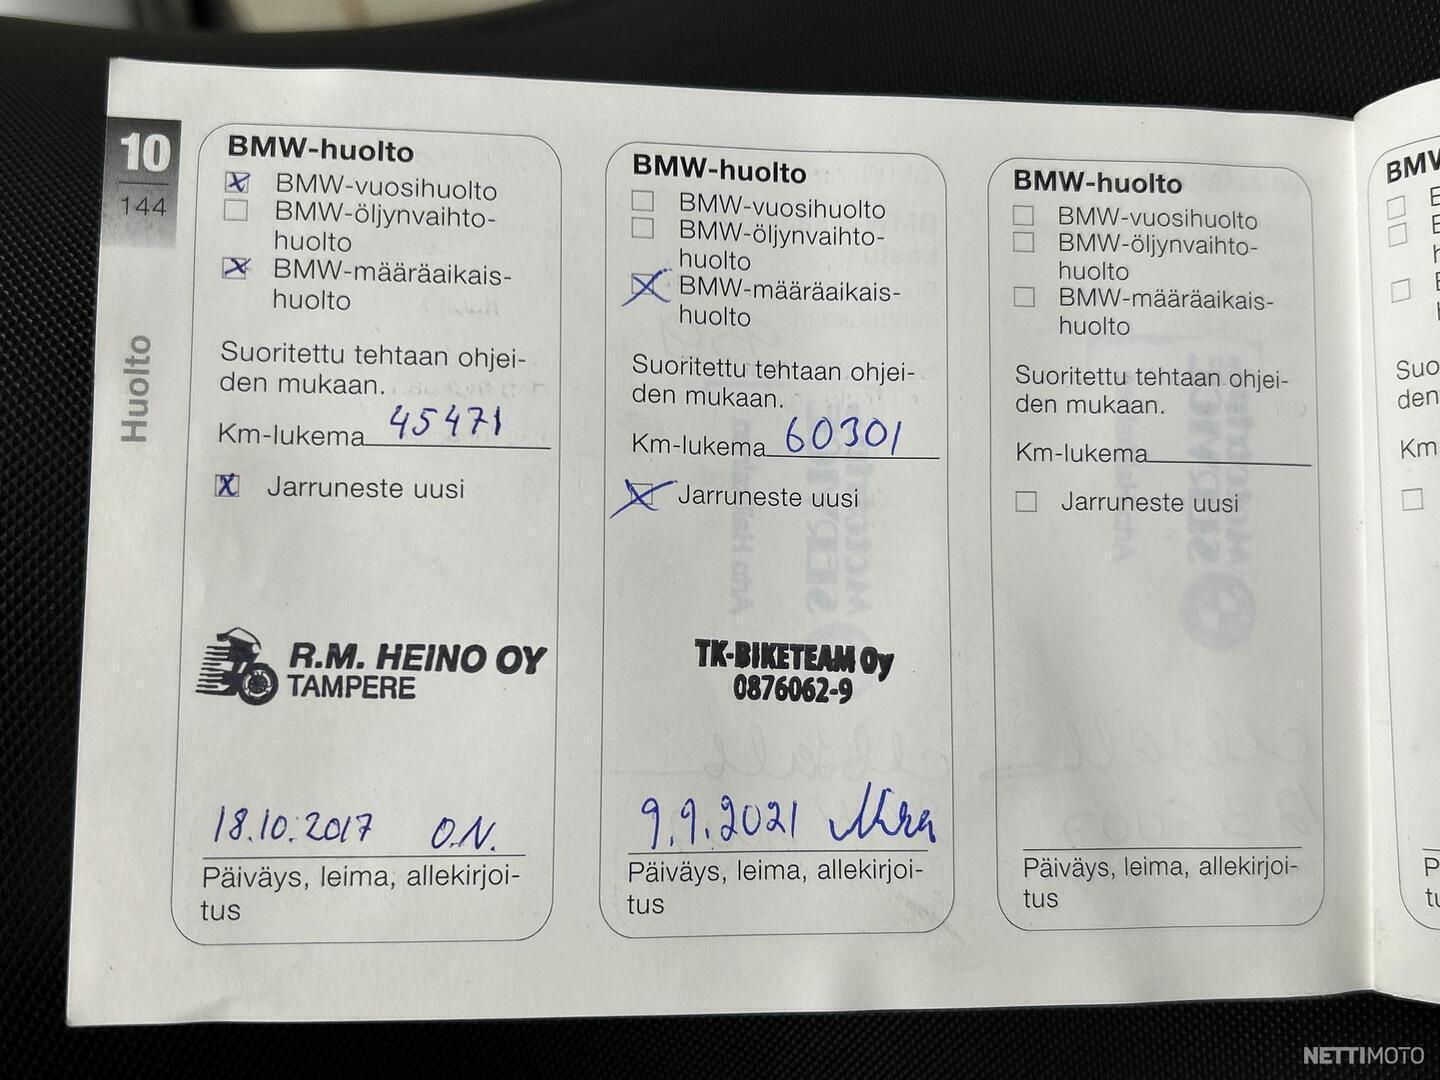 10
144
Huolto
BMW-huolto
BMW-vuosihuolto
BMW-öljynvaihto-
huolto
BMW-määräaikais-
huolto
Suoritettu tehtaan ohjei-
den mukaan.
Km-lukema 45471
Jarruneste uusi
R.M. HEINO OY
TAMPERE
18.10.2017 O.N.
Päiväys, leima, allekirjoi-
tus
BMW-huolto
BMW-vuosihuolto
BMW-öljynvaihto-
huolto
BMW-määräaikais-
huolto
Suoritettu tehtaan ohjei-
den mukaan.
Km-lukema 60301
Jarruneste uusi
TK-BIKETEAM Oy
0876062-9
9.9.2021
Päiväys, leima, allekirjoi-
tus
BMW-huolto
BMW-vuosihuolto
BMW-öljynvaihto-
huolto
BMW-määräaikais-
huolto
Suoritettu tehtaan ohjei-
den mukaan.
Km-lukema
Jarruneste uusi
Päiväys, leima, allekirjoi-
tus
BMW
Suo
den
Km
NETTIMOTO